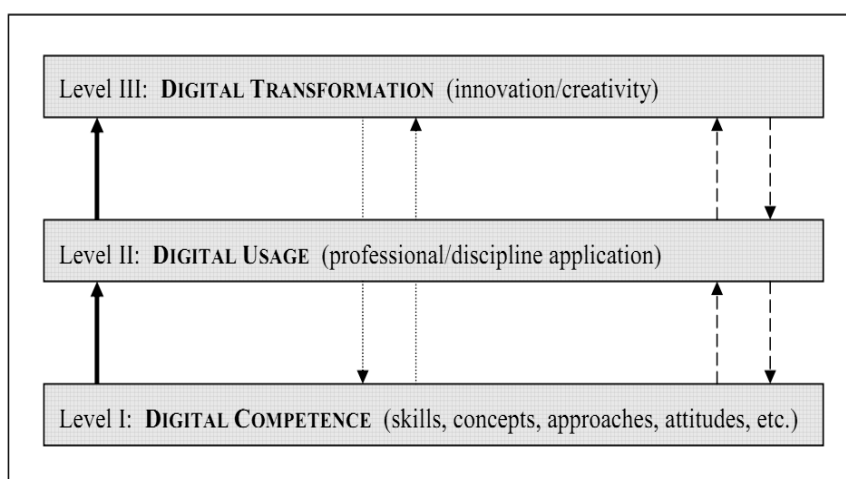 Level III: DIGITAL TRANSFORMATION (innovation/creativity)
Level II: DIGITAL USAGE (professional/discipline application)
Level I: DIGITAL COMPETENCE (skills, concepts, approaches, attitudes, etc.)